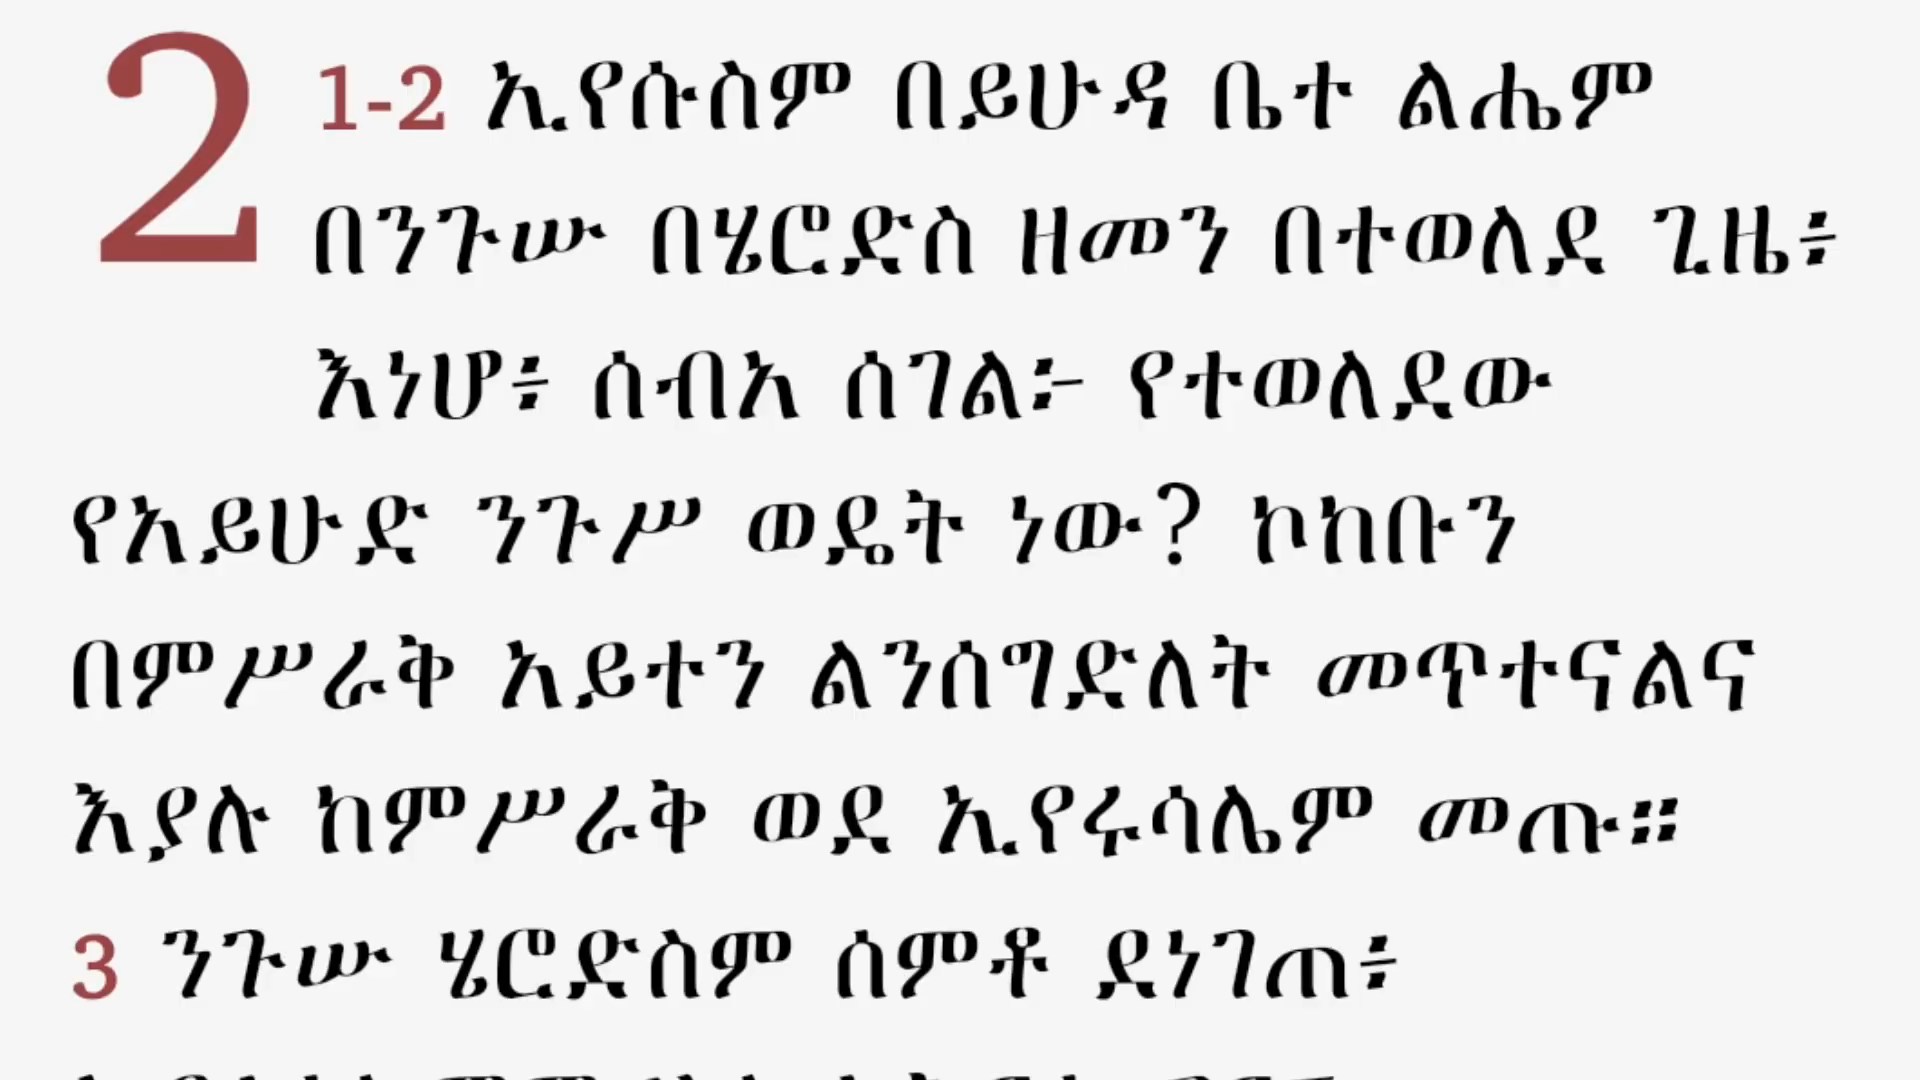 2 1-2 ኢየሱስም በይሁዳ ቤተ ልሔም
በንጉሡ በሄሮድስ ዘመን በተወለደ ጊዜ፥
እነሆ፥ ሰብአ ሰገል፦ የተወለደው
የአይሁድ ንጉሥ ወዴት ነው? ኮከቡን
በምሥራቅ አይተን ልንሰግድለት መጥተናልና
እያሉ ከምሥራቅ ወደ ኢየሩሳሌም መጡ።
3 ንጉሡ ሄሮድስም ሰምቶ ደነገጠ፥